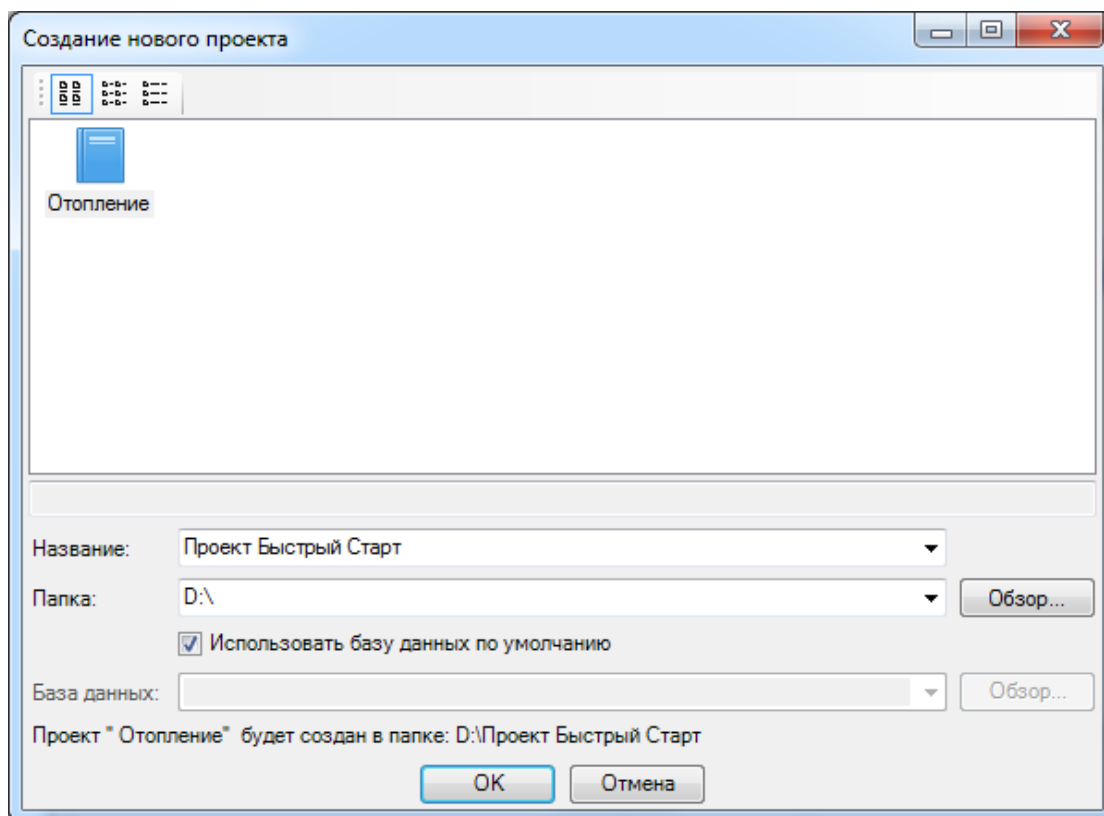 Создание нового проекта
Отопление
Название: Проект Быстрый Старт
Папка: D:\ Обзор...
Использовать базу данных по умолчанию
База данных: Обзор...
Проект " Отопление" будет создан в папке: D:\Проект Быстрый Старт
OK Отмена